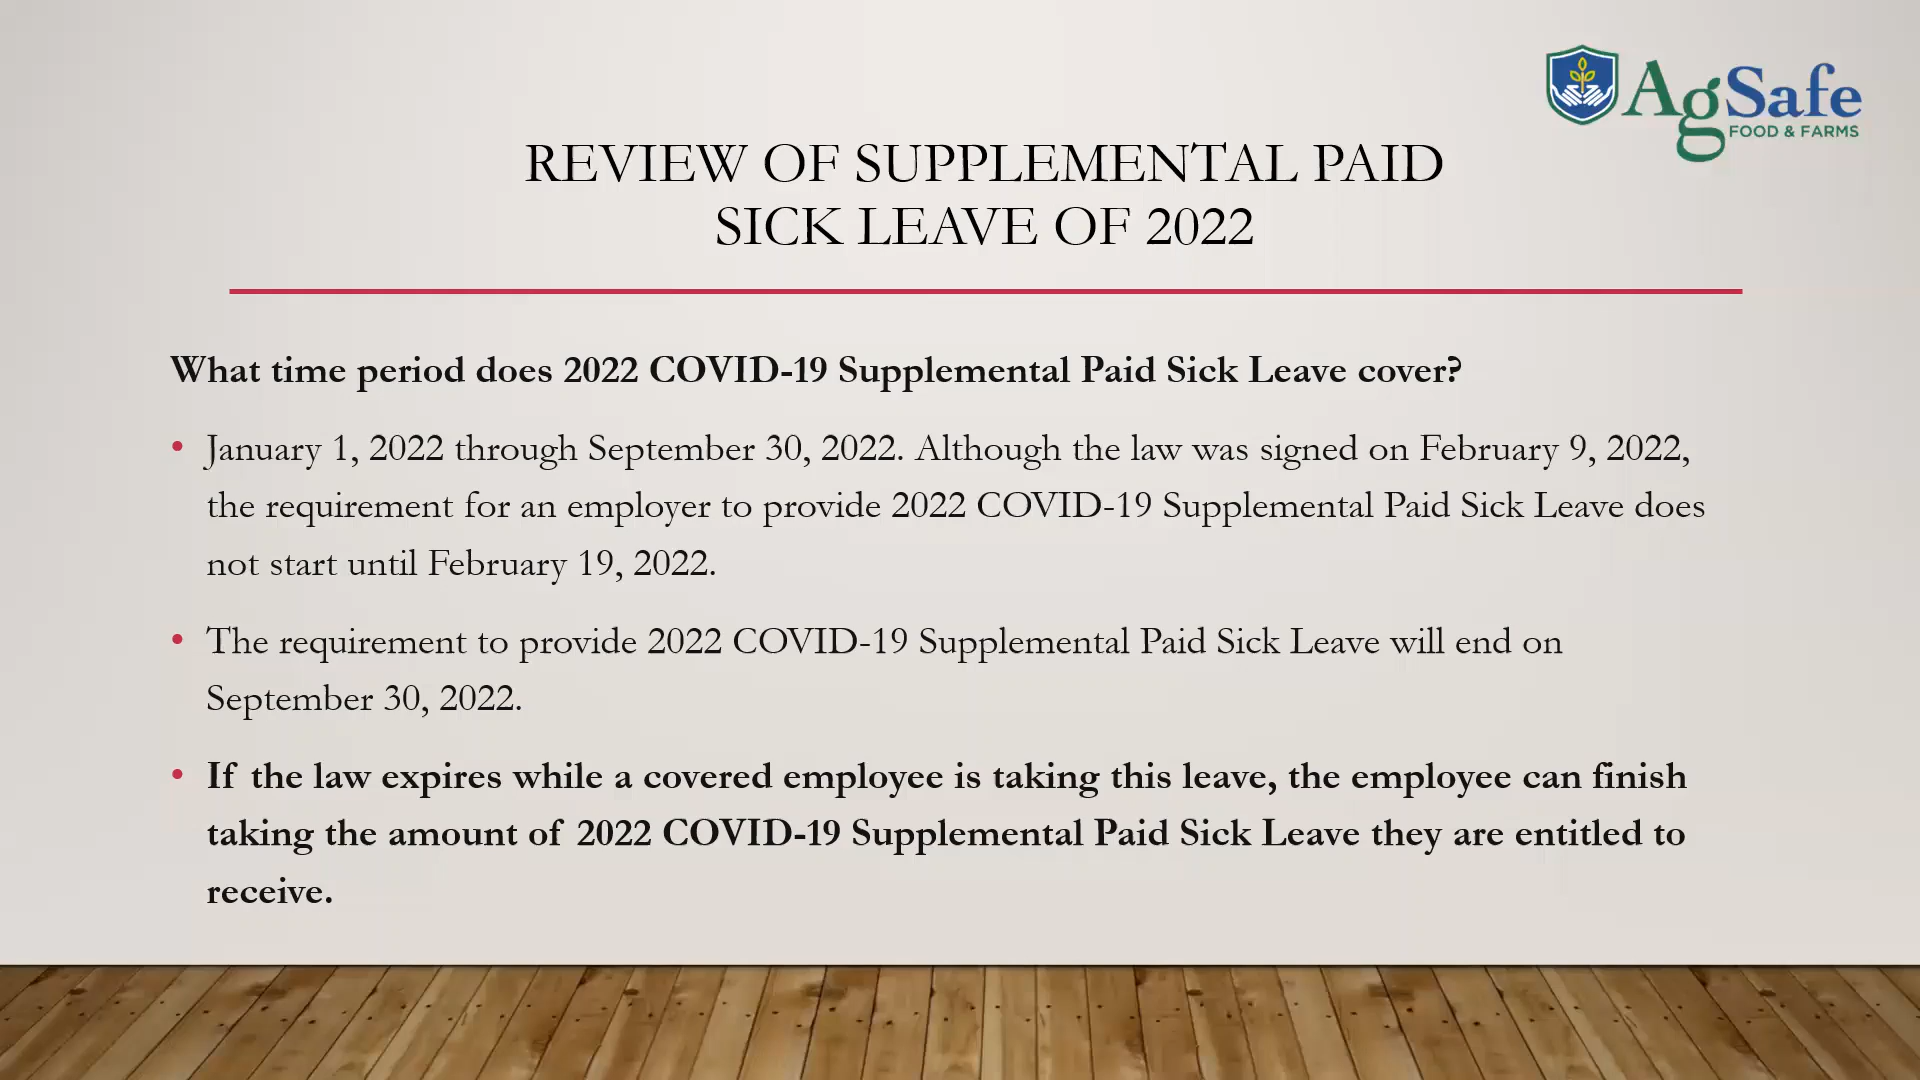 AgSafe
FOOD & FARMS
REVIEW OF SUPPLEMENTAL PAID
SICK LEAVE OF 2022
What time period does 2022 COVID-19 Supplemental Paid Sick Leave cover?
• January 1, 2022 through September 30, 2022. Although the law was signed on February 9, 2022,
the requirement for an employer to provide 2022 COVID-19 Supplemental Paid Sick Leave does
not start until February 19, 2022.
• The requirement to provide 2022 COVID-19 Supplemental Paid Sick Leave will end on
September 30, 2022.
• If the law expires while a covered employee is taking this leave, the employee can finish
taking the amount of 2022 COVID-19 Supplemental Paid Sick Leave they are entitled to
receive.